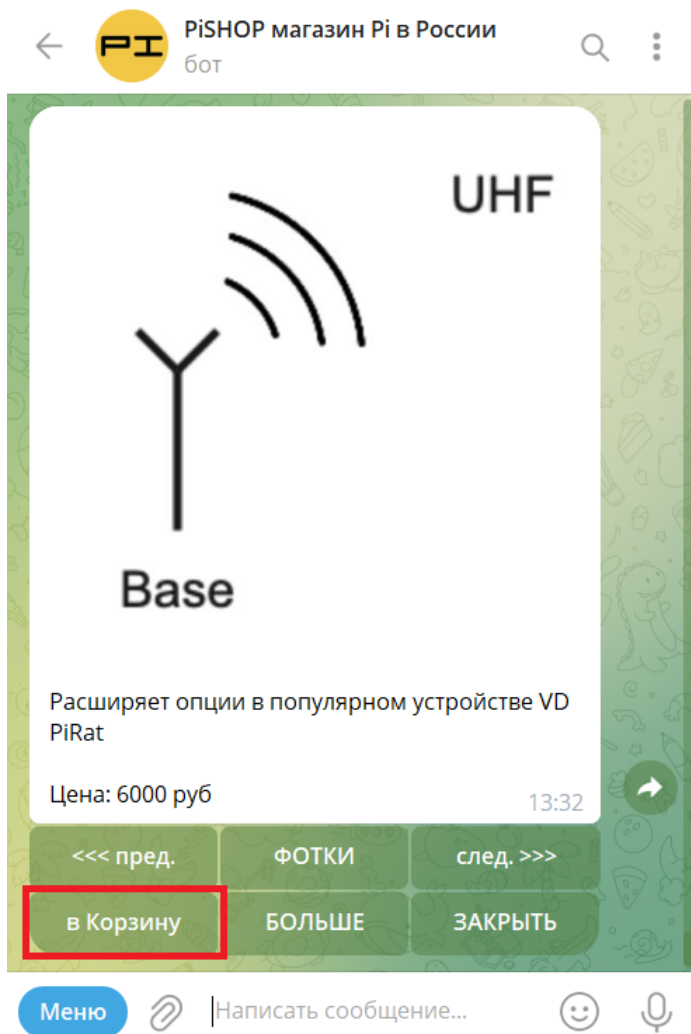 PI
PiSHOP магазин Pi в России
бот
UHF
Base
Расширяет опции в популярном устройстве VD
PiRat
Цена: 6000 руб
13:32
<<< пред.
ФОТКИ
след. >>>
в Корзину
БОЛЬШЕ
ЗАКРЫТЬ
Меню
Написать сообщение...